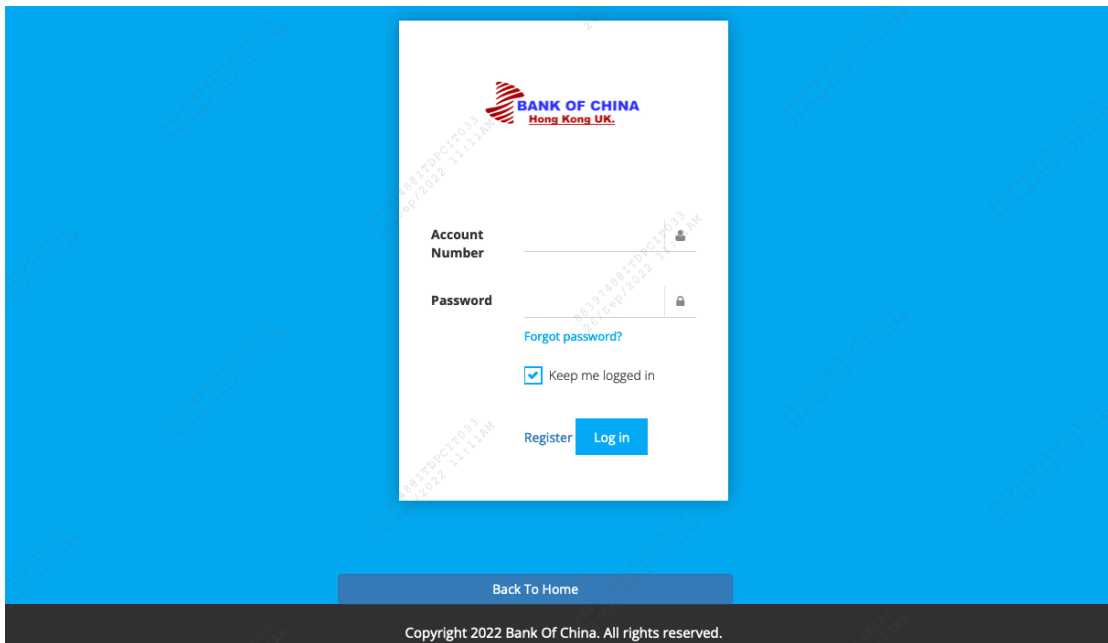 BANK OF CHINA
Hong Kong UK.
Account
Number
Password
Forgot password?
Keep me logged in
Register Log in
Back To Home
Copyright 2022 Bank Of China. All rights reserved.